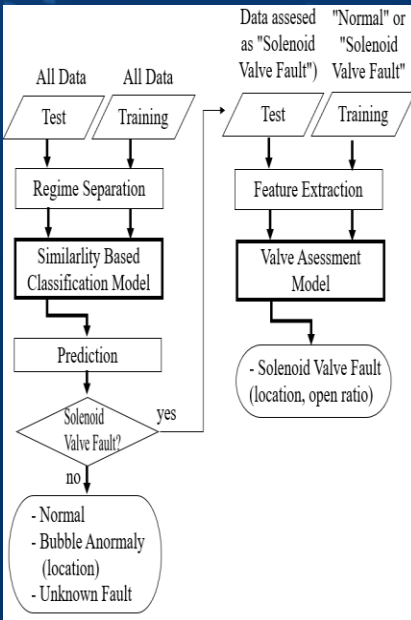 All Data
All Data
Test
Training
Regime Separation
Similarlity Based
Classification Model
Prediction
Solenoid
Valve Fault?
yes
no
- Normal
- Bubble Anormaly
(location)
- Unknown Fault
Data assesed
as "Solenoid
Valve Fault")
"Normal" or
"Solenoid
Valve Fault"
Test
Training
Feature Extraction
Valve Asessment
Model
- Solenoid Valve Fault
(location, open ratio)